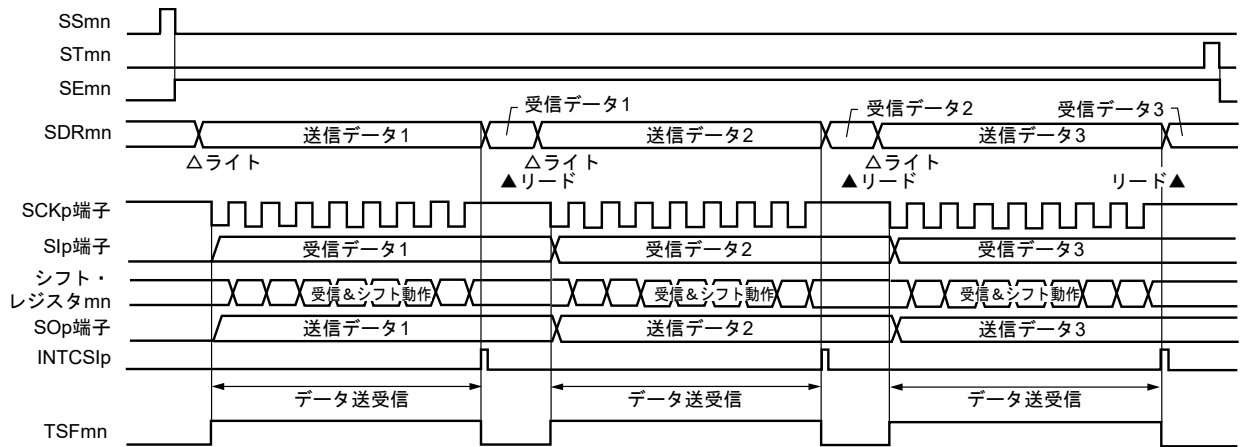 SSmn
STmn
SEmn
受信データ1
受信データ2
受信データ3
SDRmn
送信データ1
送信データ2
送信データ3
△ライト
△ライト
△ライト
▲リード
▲リード
リード▲
SCKp端子
SIp端子
受信データ1
受信データ2
受信データ3
シフト・
レジスタmn
受信&シフト動作
受信&シフト動作
受信&シフト動作
SOp端子
送信データ1
送信データ2
送信データ3
INTCSIp
データ送受信
データ送受信
データ送受信
TSFmn